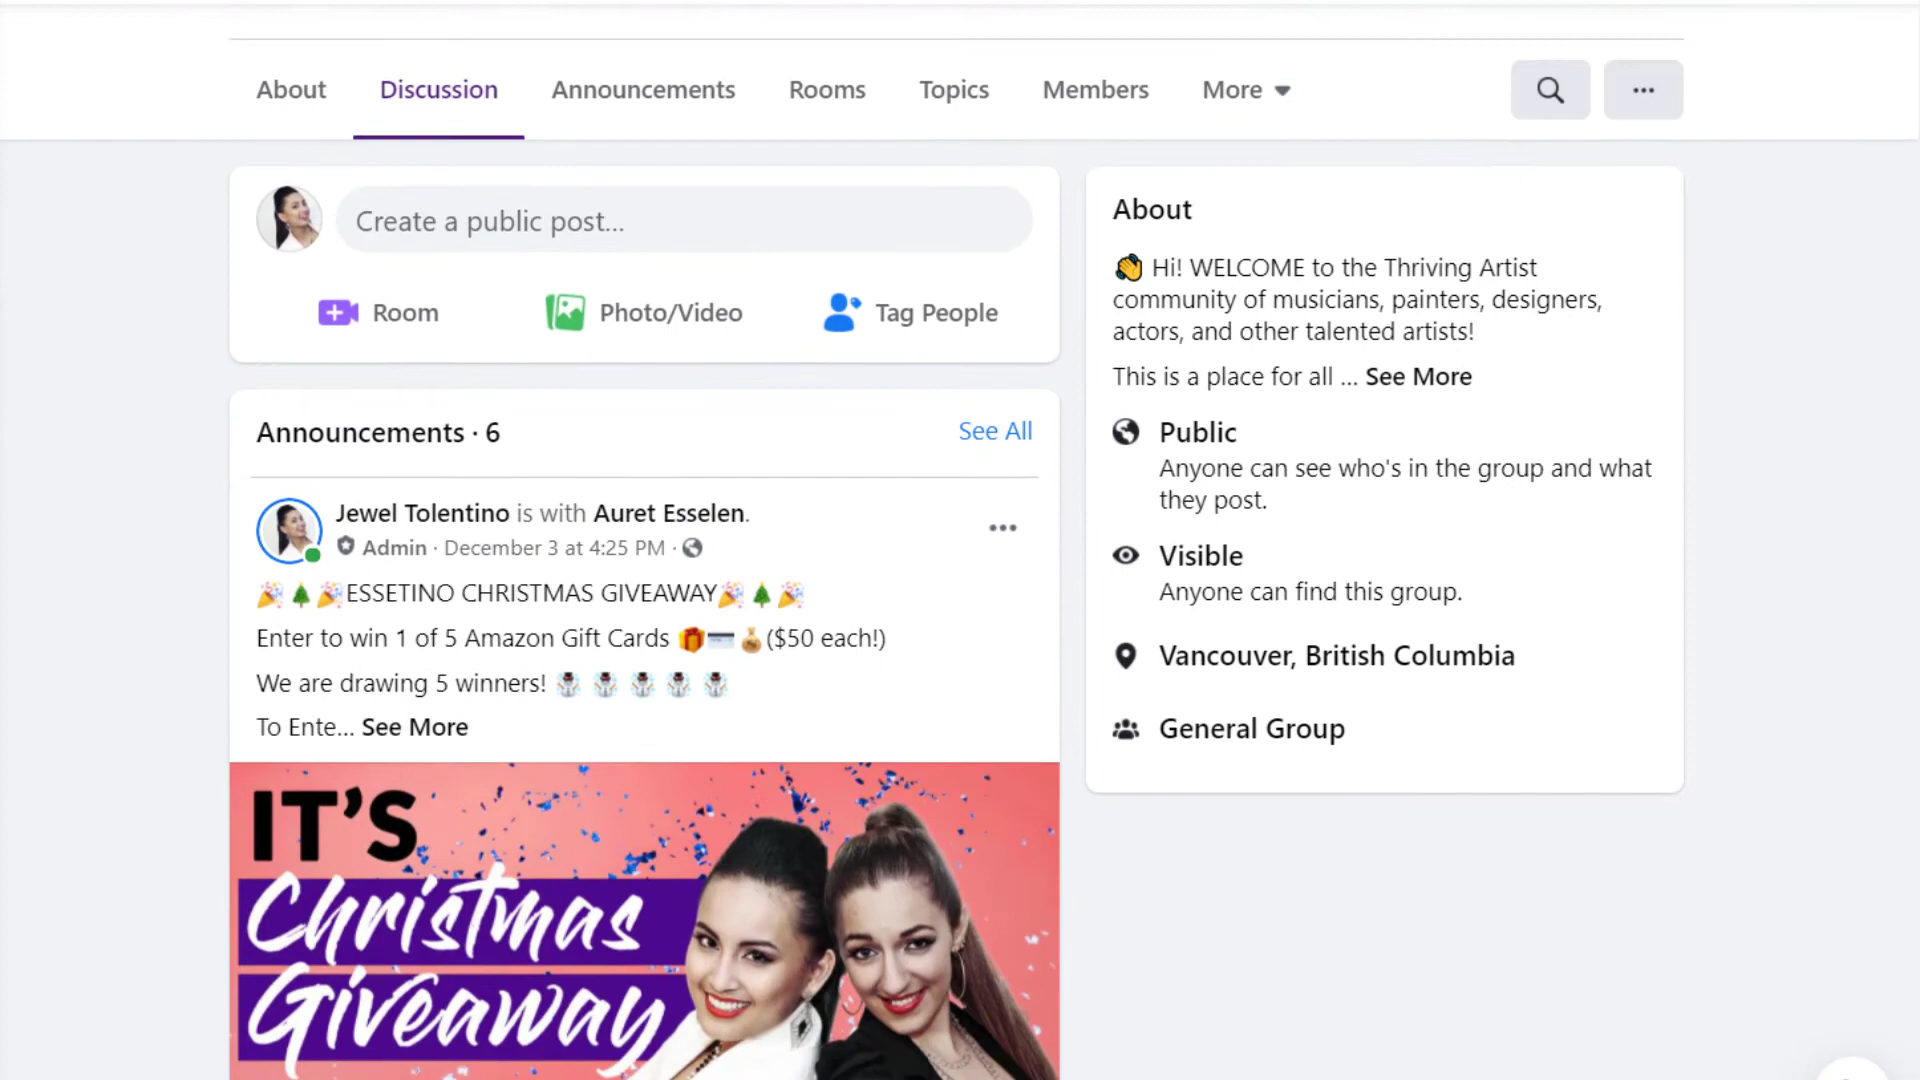 About Discussion Announcements Rooms Topics Members More
Create a public post...
Room Photo/Video Tag People
Announcements · 6 See All
Jewel Tolentino is with Auret Esselen.
Admin · December 3 at 4:25 PM ·
🎉🎄🎉ESSETINO CHRISTMAS GIVEAWAY🎉🎄🎉
Enter to win 1 of 5 Amazon Gift Cards 🎁💳💰($50 each!)
We are drawing 5 winners! ☃️ ☃️ ☃️ ☃️ ☃️
To Ente... See More
IT'S
Christmas
Giveaway
About
👋 Hi! WELCOME to the Thriving Artist
community of musicians, painters, designers,
actors, and other talented artists!
This is a place for all ... See More
Public
Anyone can see who's in the group and what
they post.
Visible
Anyone can find this group.
Vancouver, British Columbia
General Group